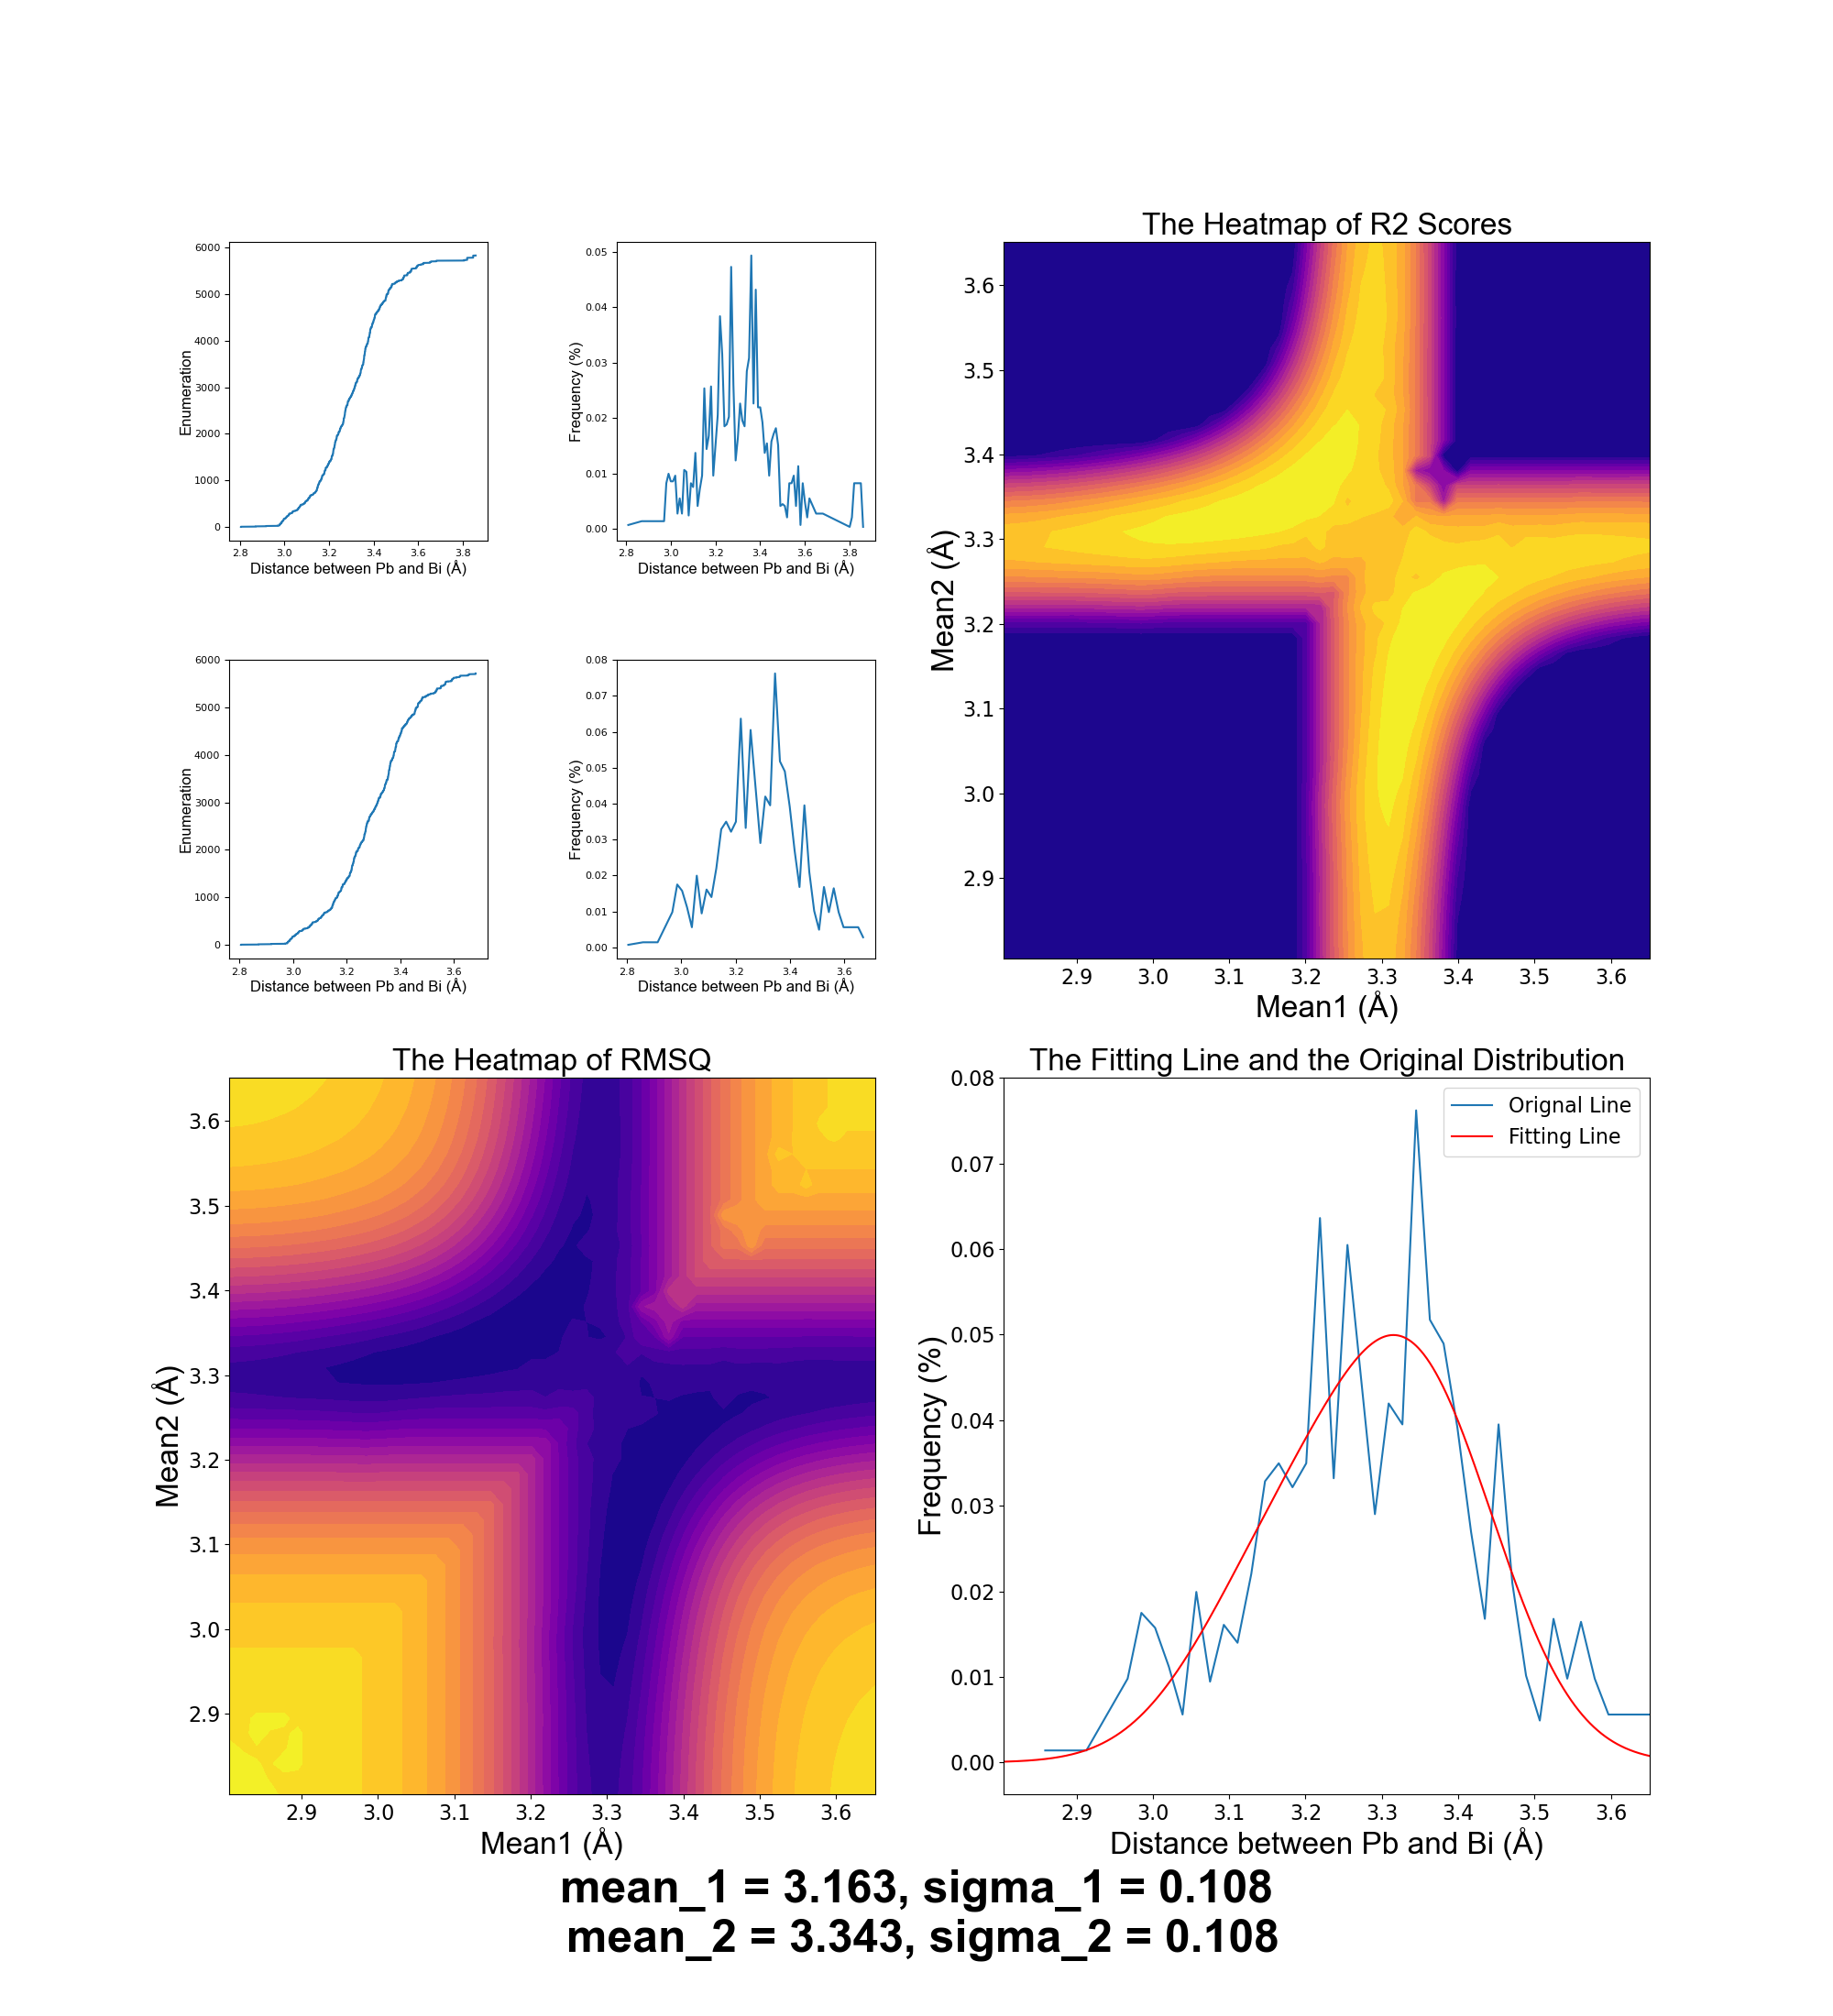 The Heatmap of R2 Scores
6000
5000
4000
3000
2000
1000
0
Enumeration
2.8 3.0 3.2 3.4 3.6 3.8
Distance between Pb and Bi (Å)
0.05
0.04
0.03
0.02
0.01
0.00
Frequency (%)
2.8 3.0 3.2 3.4 3.6 3.8
Distance between Pb and Bi (Å)
3.6
3.5
3.4
3.3
3.2
3.1
3.0
2.9
Mean2 (Å)
2.9 3.0 3.1 3.2 3.3 3.4 3.5 3.6
Mean1 (Å)
6000
5000
4000
3000
2000
1000
0
Enumeration
2.8 3.0 3.2 3.4 3.6
Distance between Pb and Bi (Å)
0.08
0.07
0.06
0.05
0.04
0.03
0.02
0.01
0.00
Frequency (%)
2.8 3.0 3.2 3.4 3.6
Distance between Pb and Bi (Å)
The Heatmap of RMSQ
3.6
3.5
3.4
3.3
3.2
3.1
3.0
2.9
Mean2 (Å)
2.9 3.0 3.1 3.2 3.3 3.4 3.5 3.6
Mean1 (Å)
The Fitting Line and the Original Distribution
0.08
0.07
0.06
0.05
0.04
0.03
0.02
0.01
0.00
Frequency (%)
Orignal Line
Fitting Line
2.9 3.0 3.1 3.2 3.3 3.4 3.5 3.6
Distance between Pb and Bi (Å)
mean_1 = 3.163, sigma_1 = 0.108
mean_2 = 3.343, sigma_2 = 0.108